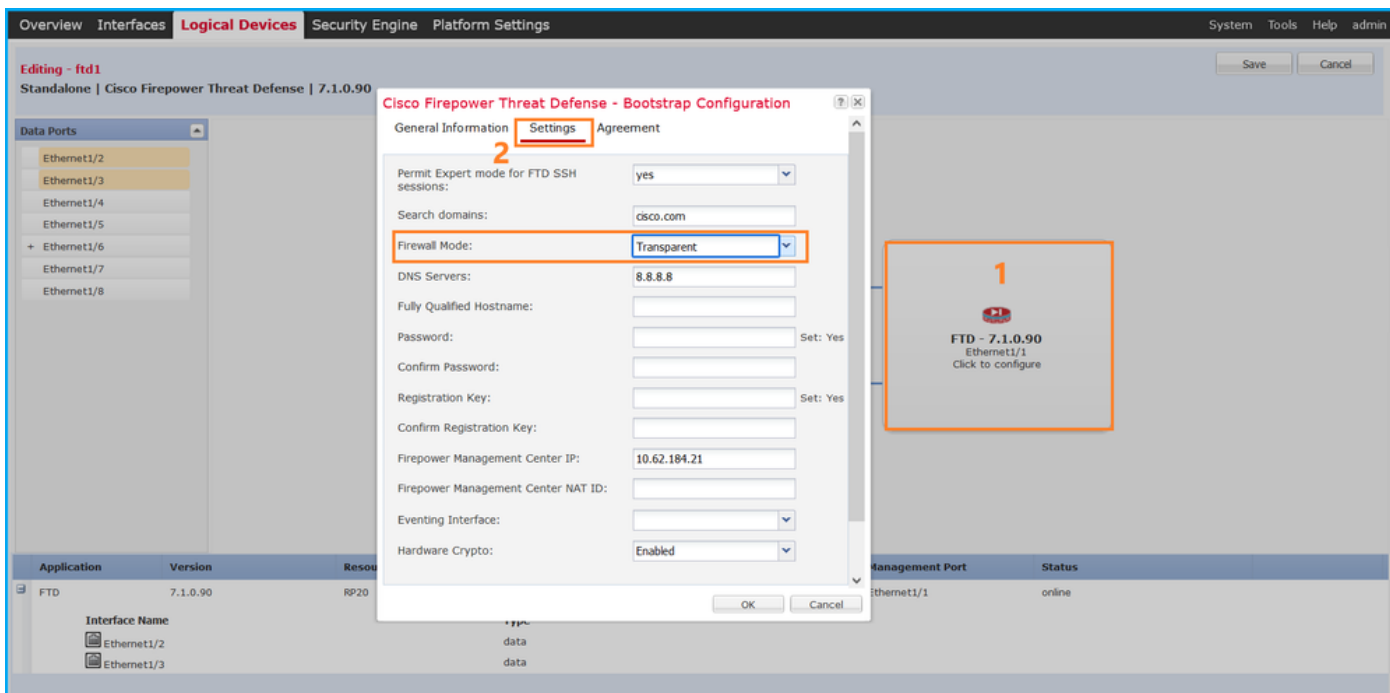 Overview Interfaces Logical Devices Security Engine Platform Settings System Tools Help admin
Editing - ftd1
Standalone | Cisco Firepower Threat Defense | 7.1.0.90
Save Cancel
Data Ports
Ethernet1/2
Ethernet1/3
Ethernet1/4
Ethernet1/5
+ Ethernet1/6
Ethernet1/7
Ethernet1/8
Cisco Firepower Threat Defense - Bootstrap Configuration ? X
General Information Settings Agreement
2
Permit Expert mode for FTD SSH sessions: yes
Search domains: cisco.com
Firewall Mode: Transparent
DNS Servers: 8.8.8.8
Fully Qualified Hostname:
Password: Set: Yes
Confirm Password:
Registration Key: Set: Yes
Confirm Registration Key:
Firepower Management Center IP: 10.62.184.21
Firepower Management Center NAT ID:
Eventing Interface:
Hardware Crypto: Enabled
OK Cancel
1
FTD - 7.1.0.90
Ethernet1/1
Click to configure
Application Version Management Port Status
FTD 7.1.0.90 RP20 Ethernet1/1 online
Interface Name
Ethernet1/2 data
Ethernet1/3 data